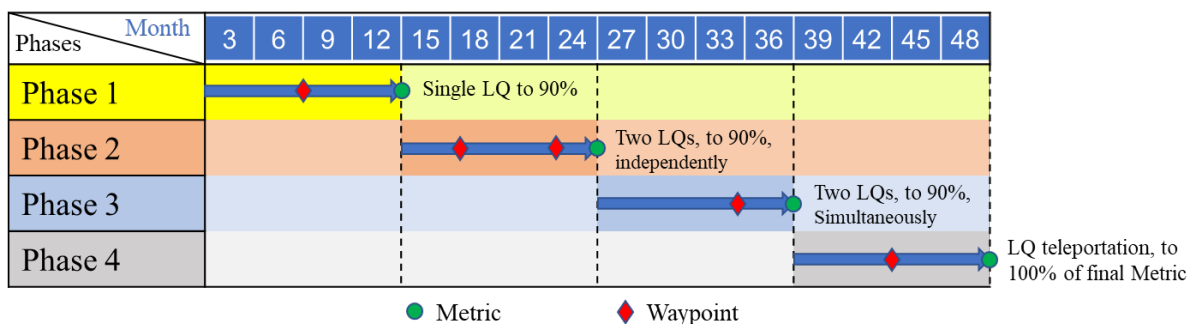 Month
Phases
3 6 9 12 15 18 21 24 27 30 33 36 39 42 45 48
Phase 1
Single LQ to 90%
Phase 2
Two LQs, to 90%,
independently
Phase 3
Two LQs, to 90%,
Simultaneously
Phase 4
LQ teleportation, to
100% of final Metric
Metric
Waypoint